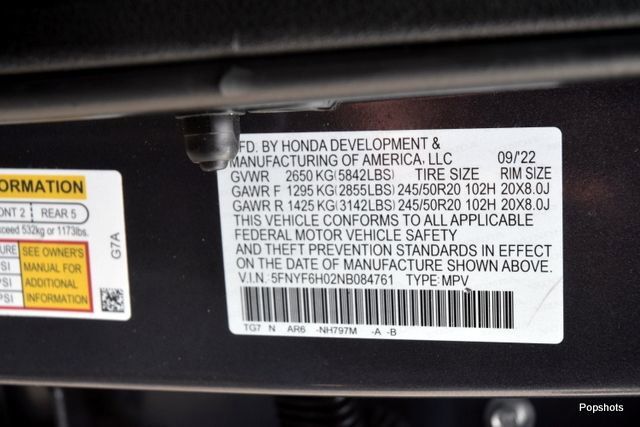 FD. BY HONDA DEVELOPMENT &
MANUFACTURING OF AMERICA, LLC 09/'22
GVWR 2650 KG(5842LBS) TIRE SIZE RIM SIZE
GAWR F 1295 KG(2855LBS) 245/50R20 102H 20X8.0J
GAWR R 1425 KG(3142LBS) 245/50R20 102H 20X8.0J
THIS VEHICLE CONFORMS TO ALL APPLICABLE
FEDERAL MOTOR VEHICLE SAFETY
AND THEFT PREVENTION STANDARDS IN EFFECT
ON THE DATE OF MANUFACTURE SHOWN ABOVE.
V.I.N.:5FNYF6H02NB084761 TYPE:MPV
TG7 N AR6 -NH797M -A -B
ORMATION
ONT 2 REAR 5
xceed 532kg or 1173lbs.
URE SEE OWNER'S
PSI MANUAL FOR
PSI ADDITIONAL
PSI INFORMATION
G7A
Popshots